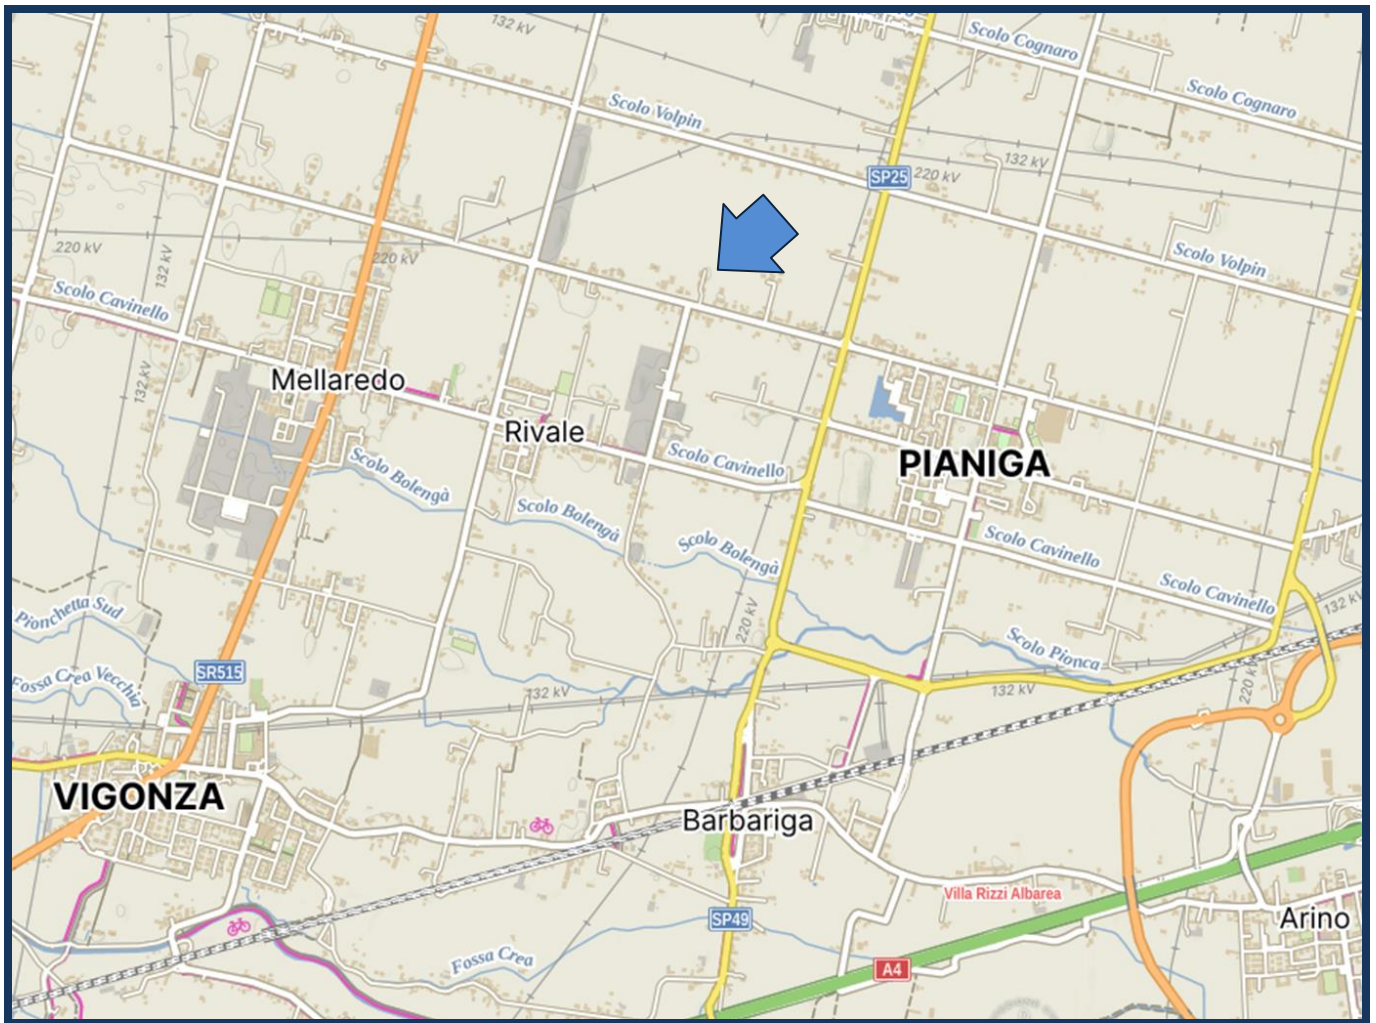 132 kV
Scolo Cognaro
Scolo Cognaro
Scolo Volpin
132 kV
SP25
220 kV
220 kV
132 kV
220 kV
Scolo Volpin
Scolo Cavinello
132 kV
Mellaredo
Rivale
Scolo Cavinello
PIANIGA
Scolo Bolengà
Scolo Bolengà
Scolo Bolengà
Scolo Cavinello
Scolo Cavinello
132 kV
Pionchetta Sud
220 kV
Scolo Pionca
SR515
Fossa Crea Vecchia
132 kV
132 kV
220 kV
VIGONZA
Barbariga
Villa Rizzi Albarea
SP49
Arino
Fossa Crea
A4